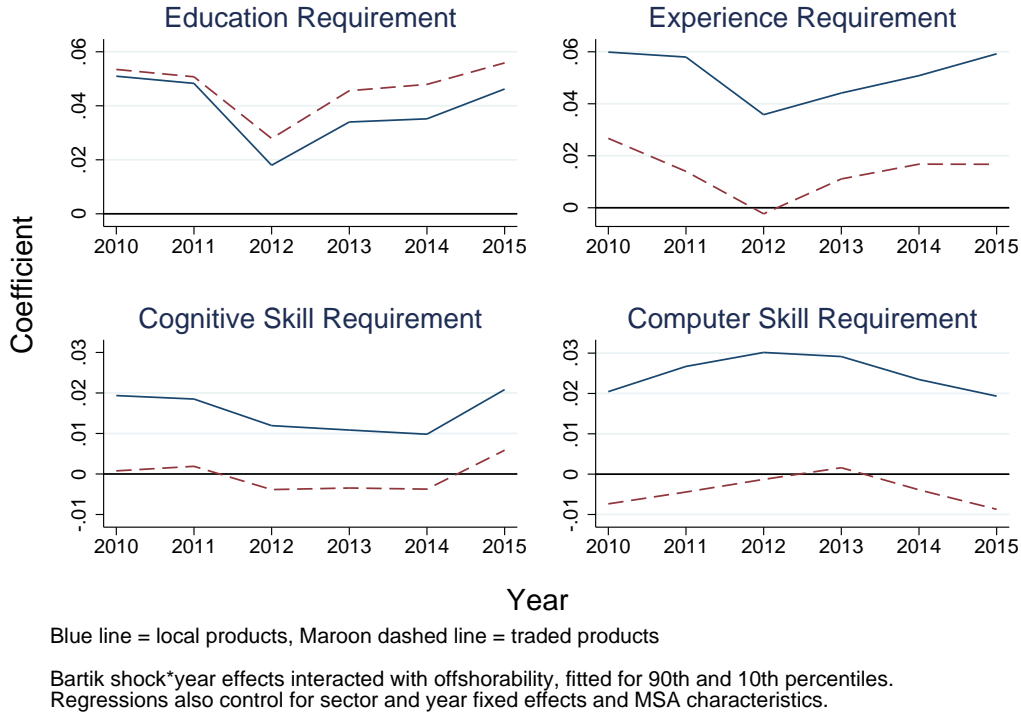 Education Requirement
Experience Requirement
.06
.04
.02
0
2010 2011 2012 2013 2014 2015
.06
.04
.02
0
2010 2011 2012 2013 2014 2015
Coefficient
Cognitive Skill Requirement
Computer Skill Requirement
.03
.02
.01
0
-.01
2010 2011 2012 2013 2014 2015
.03
.02
.01
0
-.01
2010 2011 2012 2013 2014 2015
Year
Blue line = local products, Maroon dashed line = traded products
Bartik shock*year effects interacted with offshorability, fitted for 90th and 10th percentiles.
Regressions also control for sector and year fixed effects and MSA characteristics.